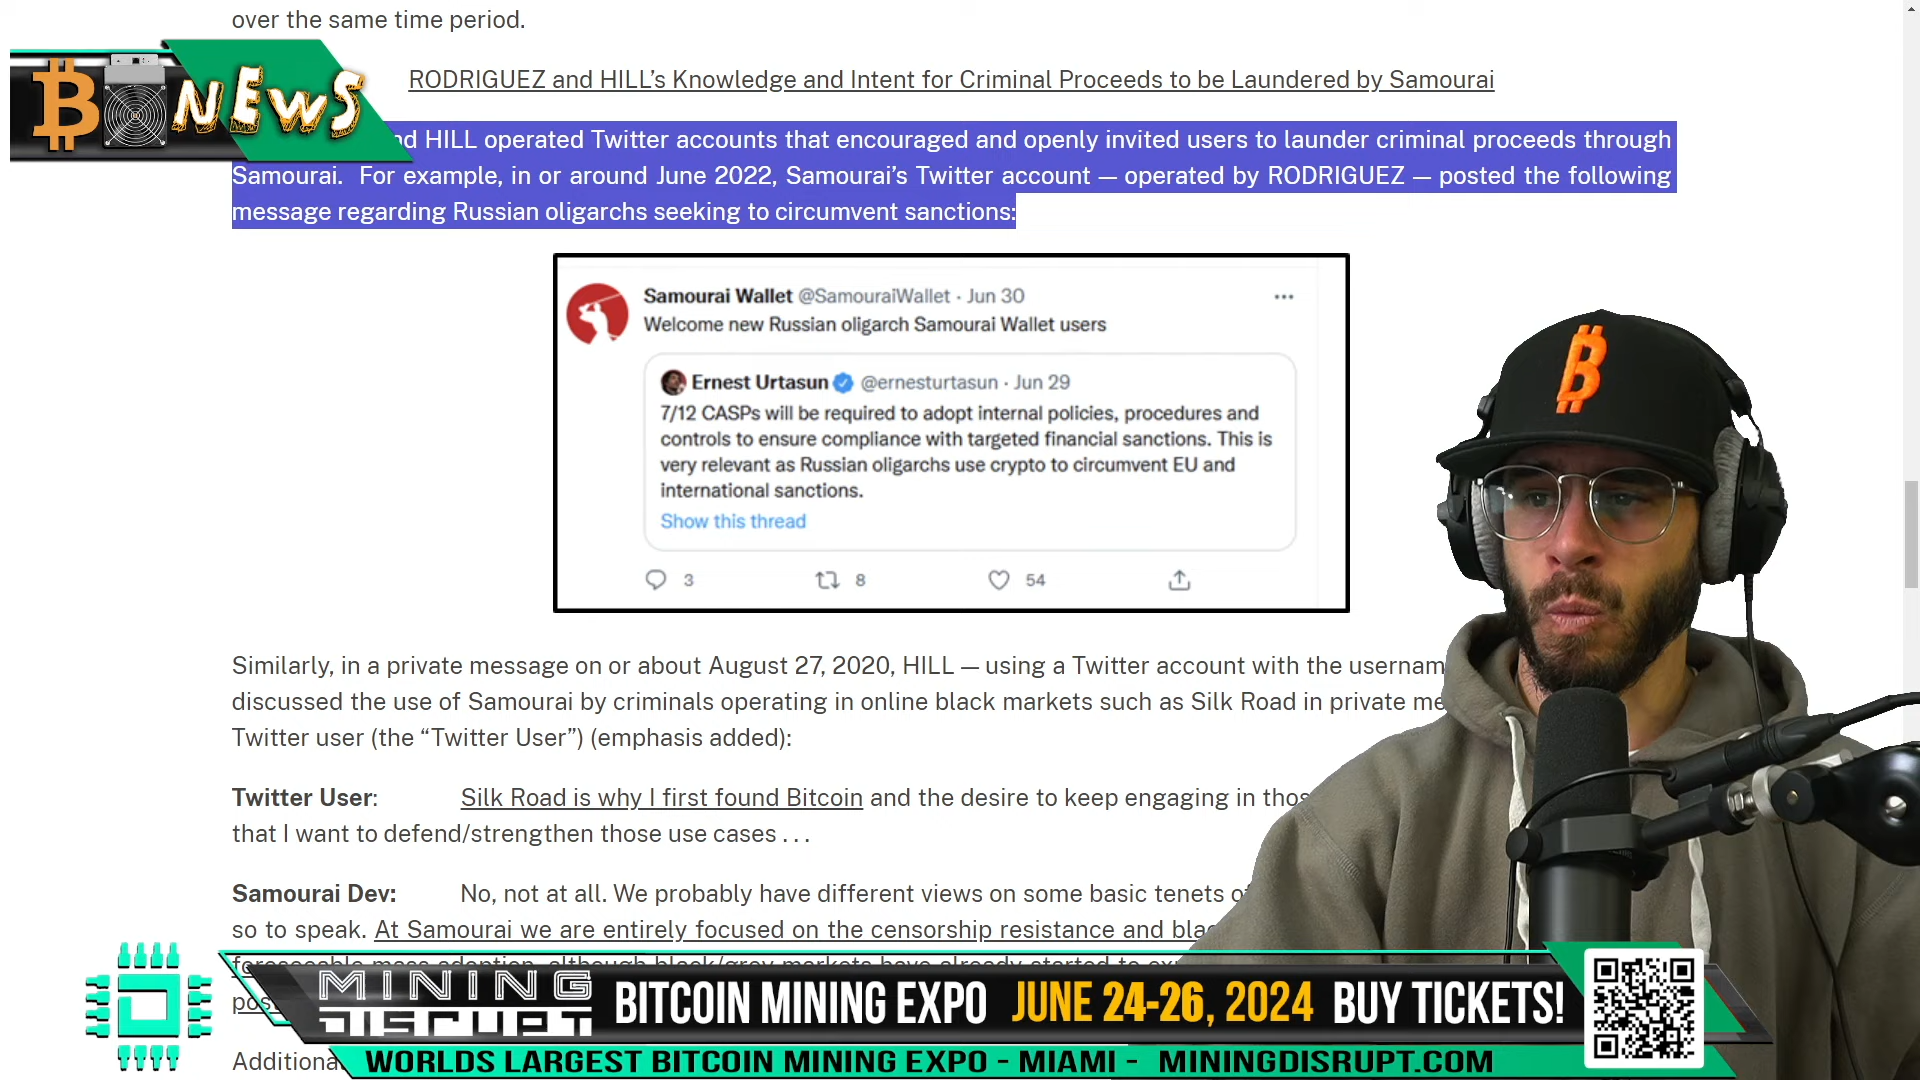 over the same time period.
NEWS
RODRIGUEZ and HILL’s Knowledge and Intent for Criminal Proceeds to be Laundered by Samourai
HILL operated Twitter accounts that encouraged and openly invited users to launder criminal proceeds through
Samourai. For example, in or around June 2022, Samourai’s Twitter account — operated by RODRIGUEZ — posted the following
message regarding Russian oligarchs seeking to circumvent sanctions:
Samourai Wallet @SamouraiWallet · Jun 30
Welcome new Russian oligarch Samourai Wallet users
Ernest Urtasun @ernesturtasun · Jun 29
7/12 CASPs will be required to adopt internal policies, procedures and
controls to ensure compliance with targeted financial sanctions. This is
very relevant as Russian oligarchs use crypto to circumvent EU and
international sanctions.
Show this thread
3 8 54
Similarly, in a private message on or about August 27, 2020, HILL — using a Twitter account with the usernam
discussed the use of Samourai by criminals operating in online black markets such as Silk Road in private me
Twitter user (the “Twitter User”) (emphasis added):
Twitter User: Silk Road is why I first found Bitcoin and the desire to keep engaging in thos
that I want to defend/strengthen those use cases . . .
Samourai Dev: No, not at all. We probably have different views on some basic tenets
so to speak. At Samourai we are entirely focused on the censorship resistance and
MINING DISRUPT
BITCOIN MINING EXPO JUNE 24-26, 2024 BUY TICKETS!
WORLDS LARGEST BITCOIN MINING EXPO - MIAMI - MININGDISRUPT.COM
Additiona